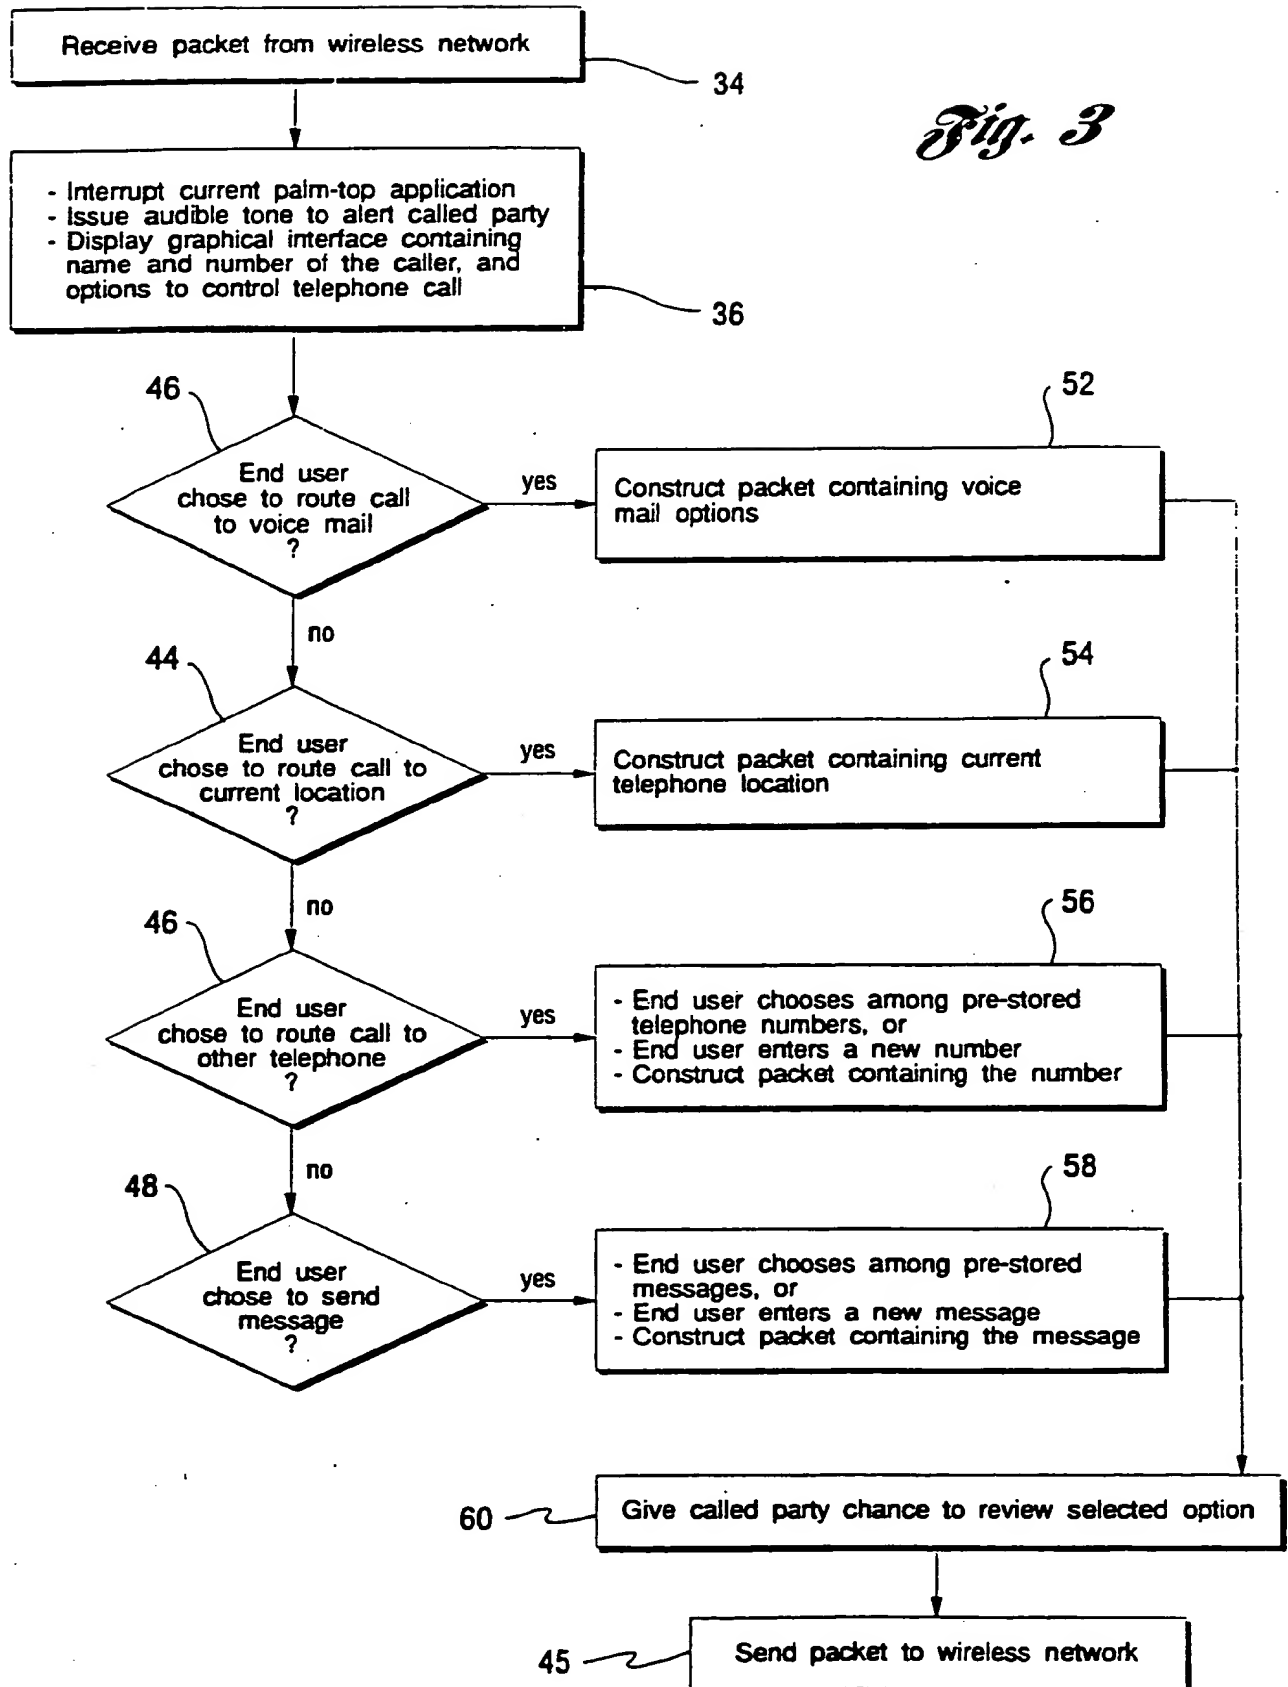 Receive packet from wireless network
34
Fig. 3
- Interrupt current palm-top application
- Issue audible tone to alert called party
- Display graphical interface containing
name and number of the caller, and
options to control telephone call
36
46
End user
chose to route call
to voice mail
?
yes
52
Construct packet containing voice
mail options
no
44
End user
chose to route call to
current location
?
yes
54
Construct packet containing current
telephone location
no
46
End user
chose to route call to
other telephone
?
yes
56
- End user chooses among pre-stored
telephone numbers, or
- End user enters a new number
- Construct packet containing the number
no
48
End user
chose to send
message
?
yes
58
- End user chooses among pre-stored
messages, or
- End user enters a new message
- Construct packet containing the message
60
Give called party chance to review selected option
45
Send packet to wireless network